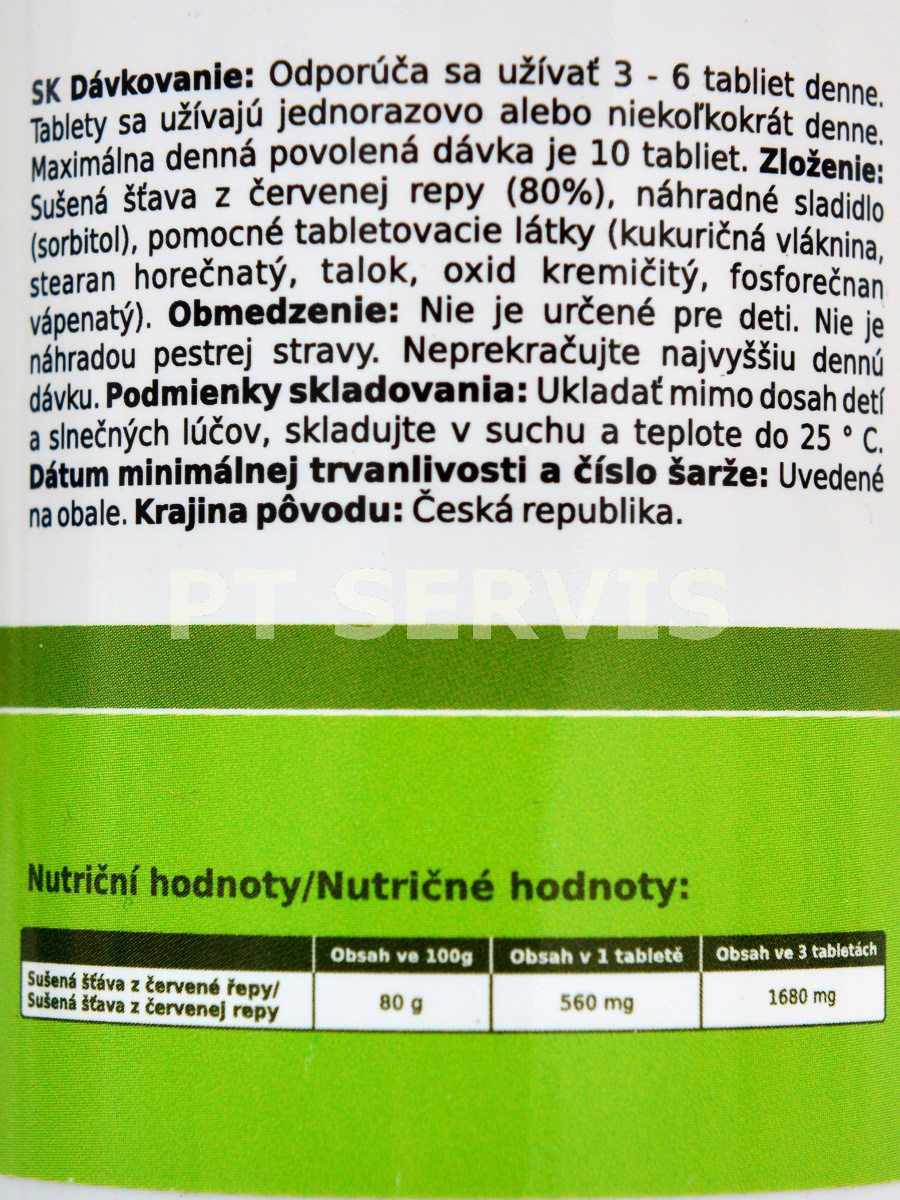 SK Dávkovanie: Odporúča sa užívať 3 - 6 tabliet denne.
Tablety sa užívajú jednorazovo alebo niekoľkokrát denne.
Maximálna denná povolená dávka je 10 tabliet. Zloženie:
Sušená šťava z červenej repy (80%), náhradné sladidlo
(sorbitol), pomocné tabletovacie látky (kukuričná vláknina,
stearan horečnatý, talok, oxid kremičitý, fosforečnan
vápenatý). Obmedzenie: Nie je určené pre deti. Nie je
náhradou pestrej stravy. Neprekračujte najvyššiu dennú
dávku. Podmienky skladovania: Ukladať mimo dosah detí
a slnečných lúčov, skladujte v suchu a teplote do 25 ° C.
Dátum minimálnej trvanlivosti a číslo šarže: Uvedené
na obale. Krajina pôvodu: Česká republika.
PT SERVIS
Nutriční hodnoty/Nutričné hodnoty:
Obsah ve 100g Obsah v 1 tabletě Obsah ve 3 tabletách
Sušená šťáva z červené řepy/
Sušená šťava z červenej repy 80 g 560 mg 1680 mg